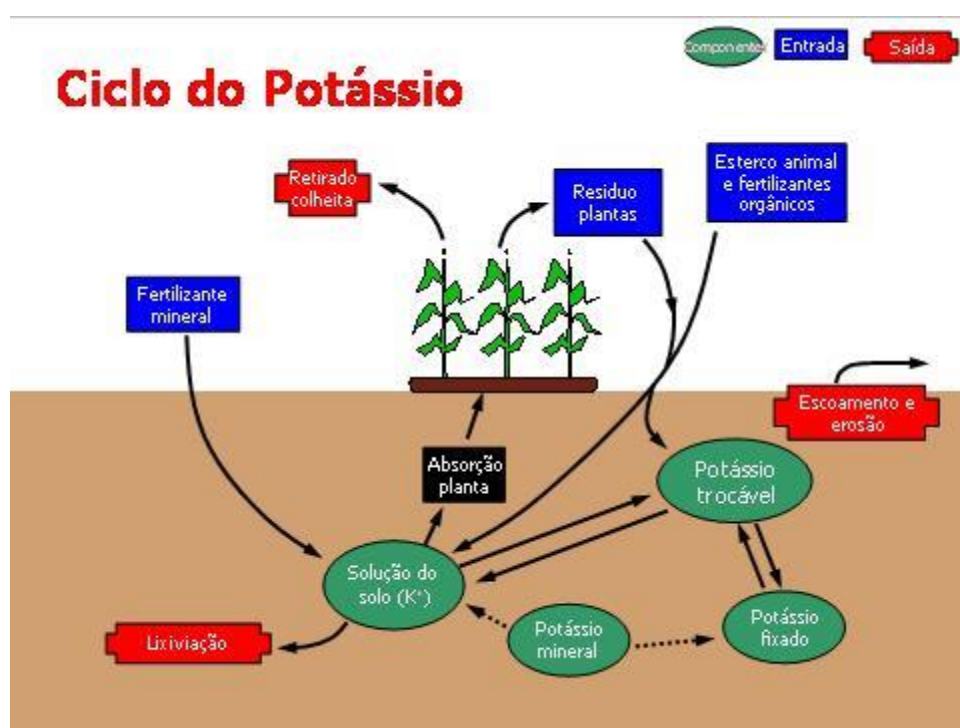 Componentes
Entrada
Saída
Ciclo do Potássio
Retirado
colheita
Residuo
plantas
Esterco animal
e fertilizantes
orgânicos
Fertilizante
mineral
Escoamento e
erosão
Absorção
planta
Potássio
trocável
Solução do
solo (K⁺)
Lixiviação
Potássio
mineral
Potássio
fixado